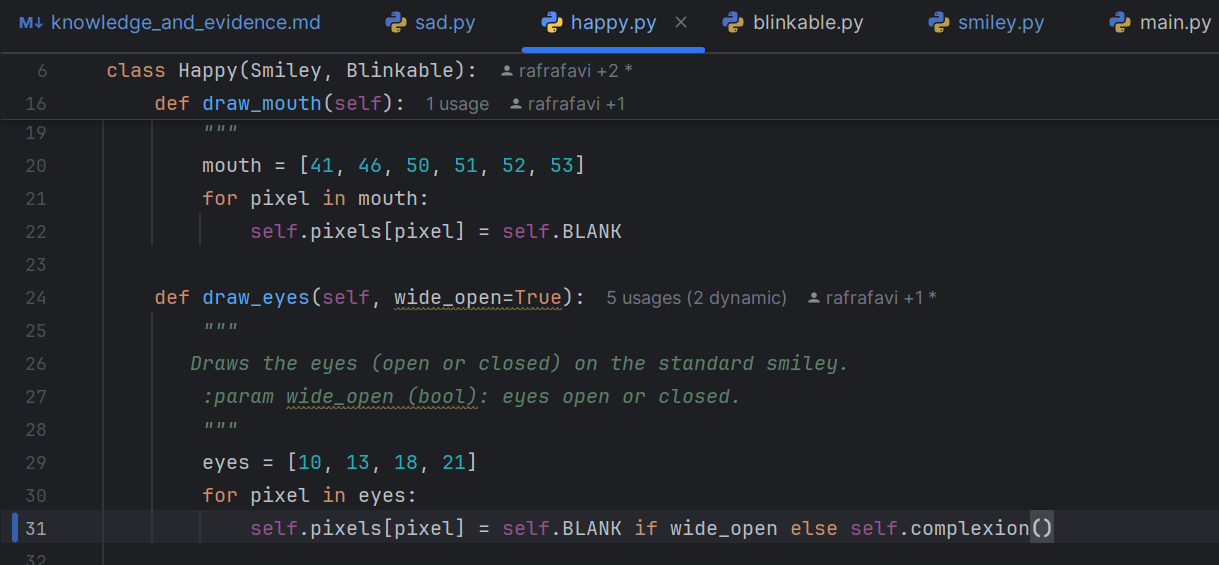 M↓ knowledge_and_evidence.md sad.py happy.py × blinkable.py smiley.py main.py
6 class Happy(Smiley, Blinkable): rafrafavi +2 *
16 def draw_mouth(self): 1 usage rafrafavi +1
19 """
20 mouth = [41, 46, 50, 51, 52, 53]
21 for pixel in mouth:
22 self.pixels[pixel] = self.BLANK
23
24 def draw_eyes(self, wide_open=True): 5 usages (2 dynamic) rafrafavi +1 *
25 """
26 Draws the eyes (open or closed) on the standard smiley.
27 :param wide_open (bool): eyes open or closed.
28 """
29 eyes = [10, 13, 18, 21]
30 for pixel in eyes:
31 self.pixels[pixel] = self.BLANK if wide_open else self.complexion()
32